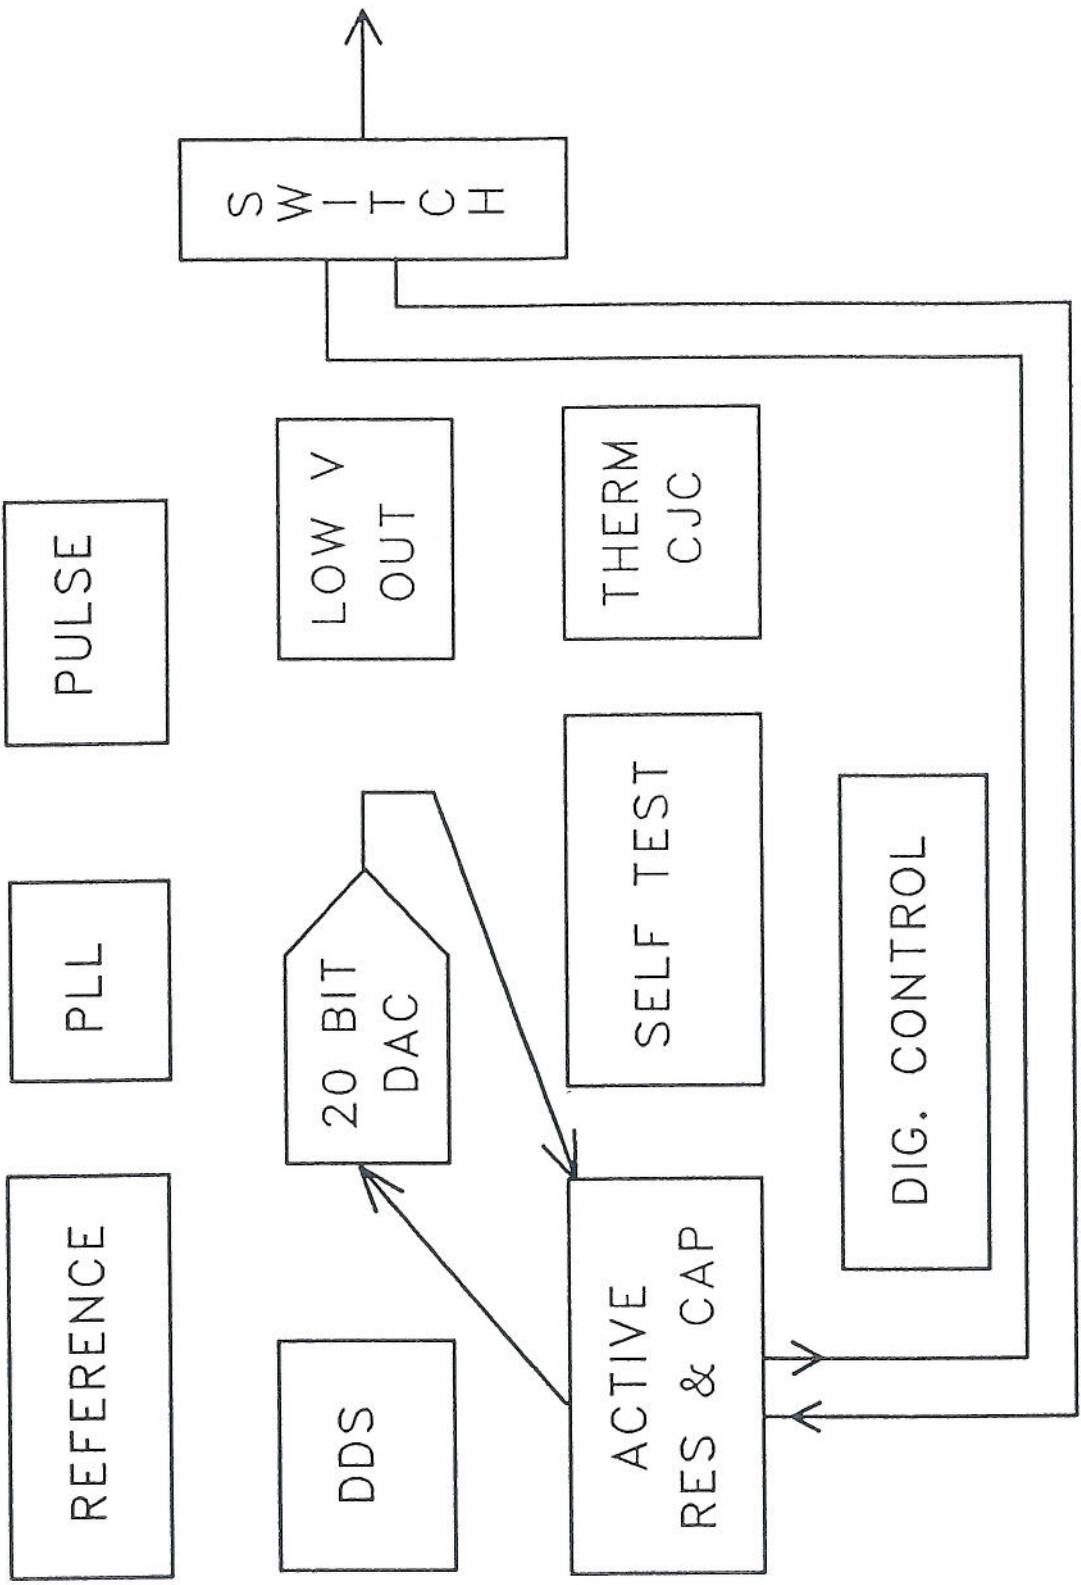 REFERENCE
PLL
PULSE
DDS
20 BIT
DAC
LOW V
OUT
SWITCH
ACTIVE
RES & CAP
SELF TEST
THERM
CJC
DIG. CONTROL